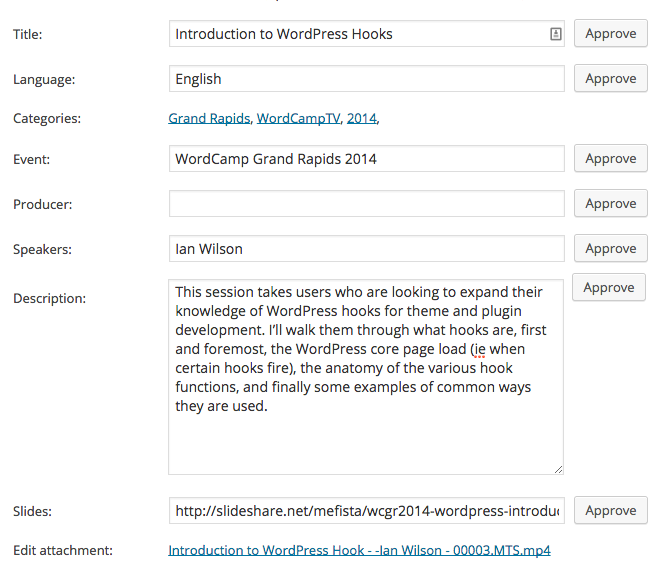 Title: Introduction to WordPress Hooks Approve
Language: English Approve
Categories: Grand Rapids, WordCampTV, 2014,
Event: WordCamp Grand Rapids 2014 Approve
Producer: Approve
Speakers: Ian Wilson Approve
Description: This session takes users who are looking to expand their Approve
knowledge of WordPress hooks for theme and plugin
development. I’ll walk them through what hooks are, first
and foremost, the WordPress core page load (ie when
certain hooks fire), the anatomy of the various hook
functions, and finally some examples of common ways
they are used.
Slides: http://slideshare.net/mefista/wcgr2014-wordpress-introdu Approve
Edit attachment: Introduction to WordPress Hook - -Ian Wilson - 00003.MTS.mp4